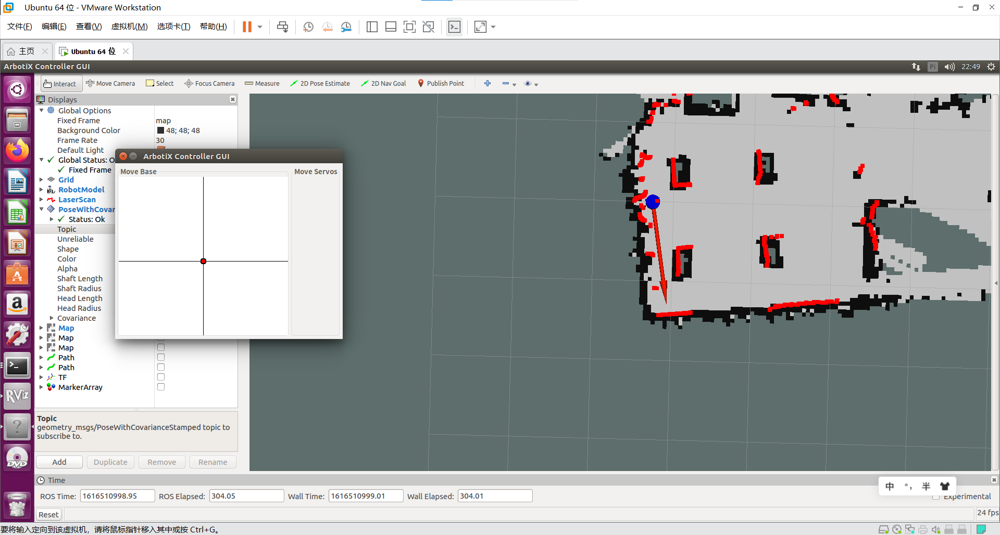 Ubuntu 64 位 - VMware Workstation
文件(F) 编辑(E) 查看(V) 虚拟机(M) 选项卡(T) 帮助(H)
主页 Ubuntu 64 位
ArbotiX Controller GUI Pi 22:49
Interact Move Camera Select Focus Camera Measure 2D Pose Estimate 2D Nav Goal Publish Point
Displays
Global Options
Fixed Frame map
Background Color 48; 48; 48
Frame Rate 30
Default Light
Global Status: O
Fixed Frame
Grid
RobotModel
LaserScan
PoseWithCovar
Status: Ok
Topic
Unreliable
Shape
Color
Alpha
Shaft Length
Shaft Radius
Head Length
Head Radius
Covariance
Map
Map
Map
Path
Path
TF
MarkerArray
ArbotiX Controller GUI
Move Base Move Servos
Topic
geometry_msgs/PoseWithCovarianceStamped topic to
subscribe to.
Add Duplicate Remove Rename
Time
ROS Time: 1616510998.95 ROS Elapsed: 304.05 Wall Time: 1616510999.01 Wall Elapsed: 304.01 Experimental
中 °, 半
Reset 24 fps
RViz
DVD
要将输入定向到该虚拟机，请将鼠标指针移入其中或按 Ctrl+G。